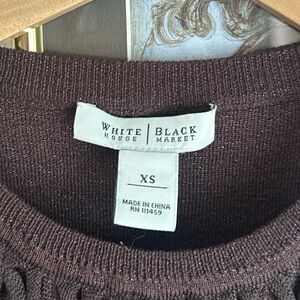 WHITE | BLACK
HOUSE | MARKET
XS
MADE IN CHINA
RN 111459